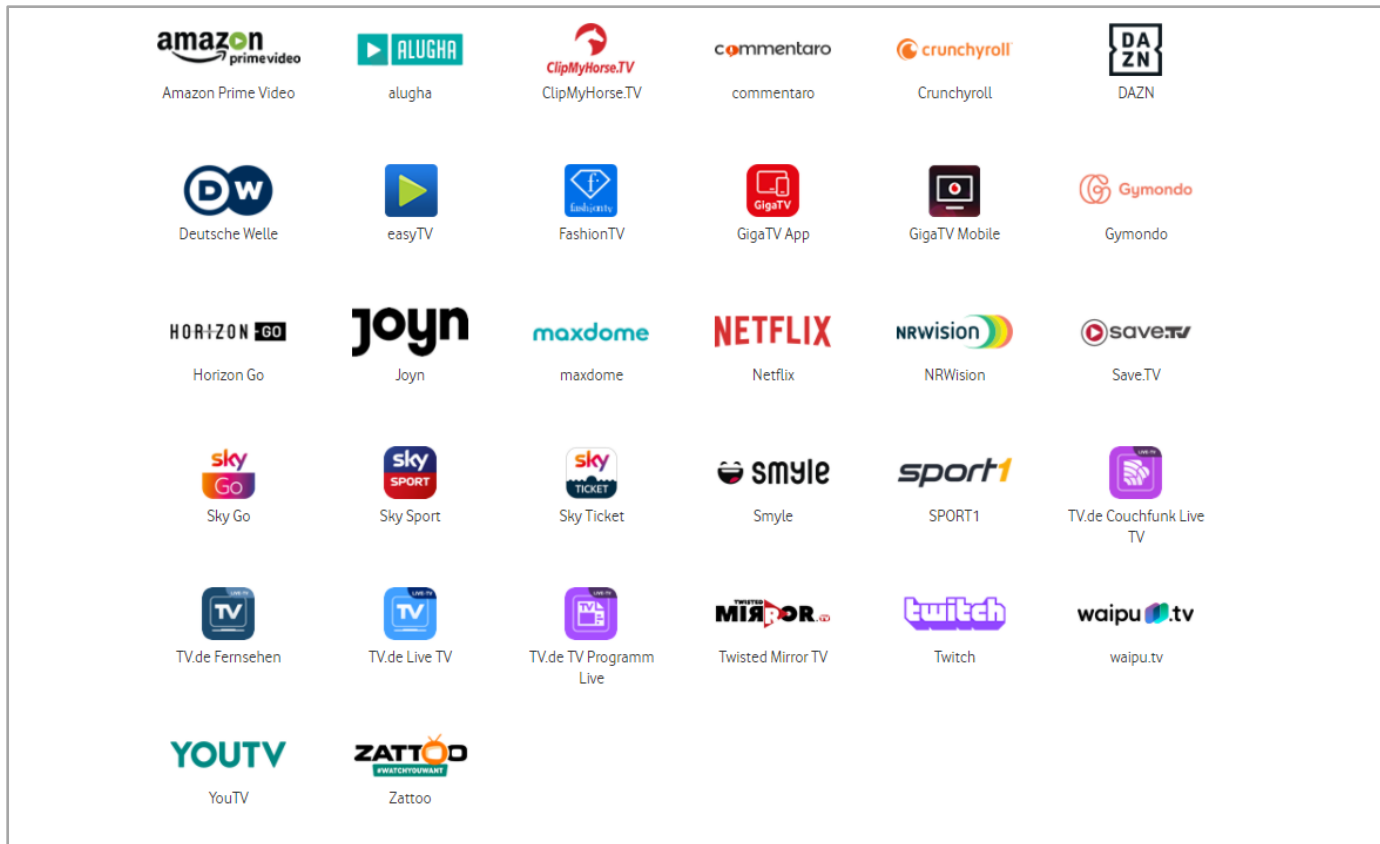 amazon
prime video
ALUGHA
ClipMyHorse.TV
commentaro
crunchyroll
DA
ZN
Amazon Prime Video
alugha
ClipMyHorse.TV
commentaro
Crunchyroll
DAZN
DW
f
fashiontv
GigaTV
Gymondo
Deutsche Welle
easyTV
FashionTV
GigaTV App
GigaTV Mobile
Gymondo
HORIZON GO
joyn
maxdome
NETFLIX
NRWision
save.TV
Horizon Go
Joyn
maxdome
Netflix
NRWision
Save.TV
sky
Go
sky
SPORT
sky
TICKET
smyle
sport1
LIVE-TV
Sky Go
Sky Sport
Sky Ticket
Smyle
SPORT1
TV.de Couchfunk Live
TV
LIVE-TV
TV
LIVE-TV
TV
LIVE-TV
TV
TWISTED
MIRROR.TV
twitch
waipu.tv
TV.de Fernsehen
TV.de Live TV
TV.de TV Programm
Live
Twisted Mirror TV
Twitch
waipu.tv
YOUTV
ZATTOO
#WATCHYOUWANT
YouTV
Zattoo